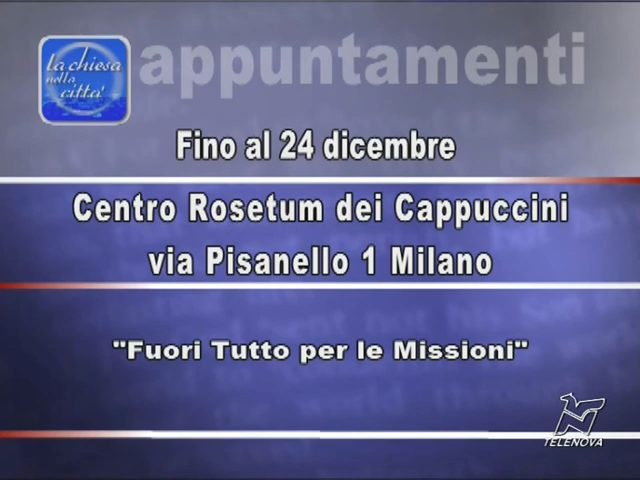 la chiesa
nella
città
appuntamenti
Fino al 24 dicembre
Centro Rosetum dei Cappuccini
via Pisanello 1 Milano
"Fuori Tutto per le Missioni"
TELENOVA